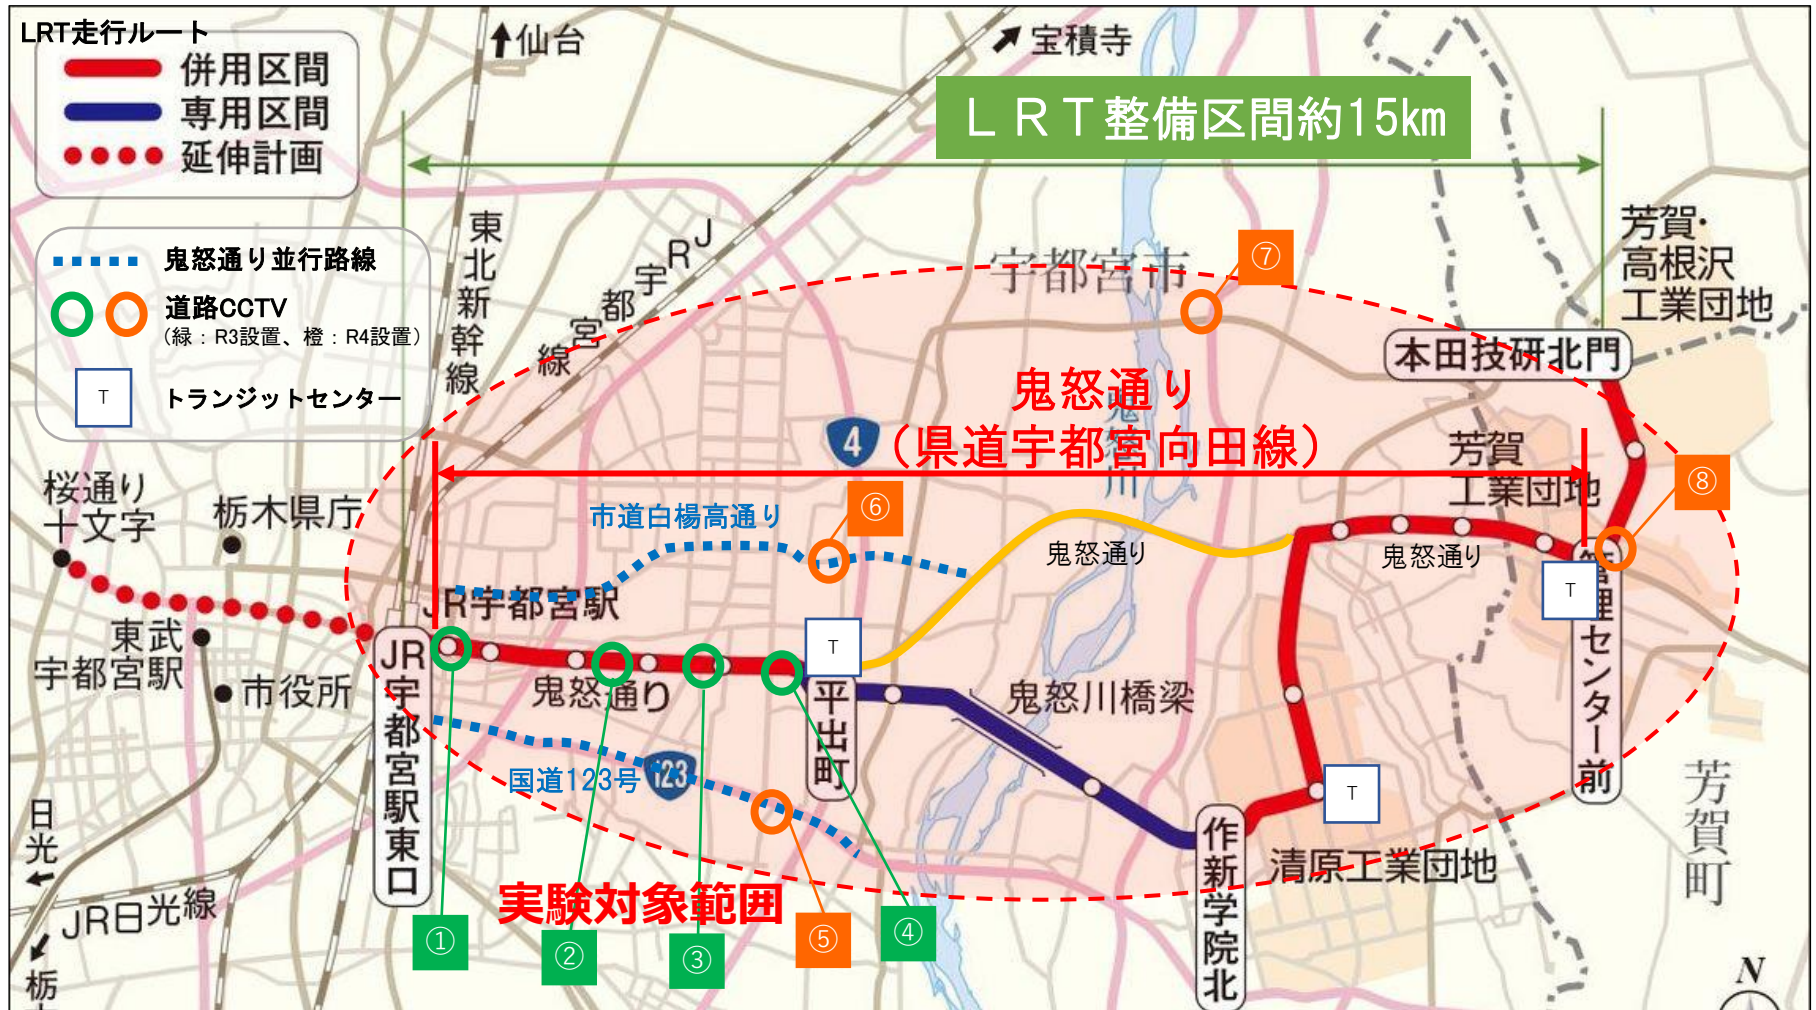 LRT走行ルート
併用区間
専用区間
延伸計画
鬼怒通り並行路線
道路CCTV
(緑：R3設置、橙：R4設置)
T
トランジットセンター
仙台
宝積寺
ＬＲＴ整備区間約15km
東北新幹線
JR宇都宮線
宇都宮市
⑦
芳賀・
高根沢
工業団地
本田技研北門
鬼怒通り
（県道宇都宮向田線）
4
鬼怒川
芳賀
工業団地
⑧
桜通り
十文字
栃木県庁
市道白楊高通り
⑥
鬼怒通り
鬼怒通り
JR宇都宮駅
T
T
管理センター前
東武
宇都宮駅
市役所
JR宇都宮駅東口
鬼怒通り
平出町
鬼怒川橋梁
国道123号
123
T
作新学院北
清原工業団地
芳賀町
日光
JR日光線
実験対象範囲
①
②
③
⑤
④
栃
N